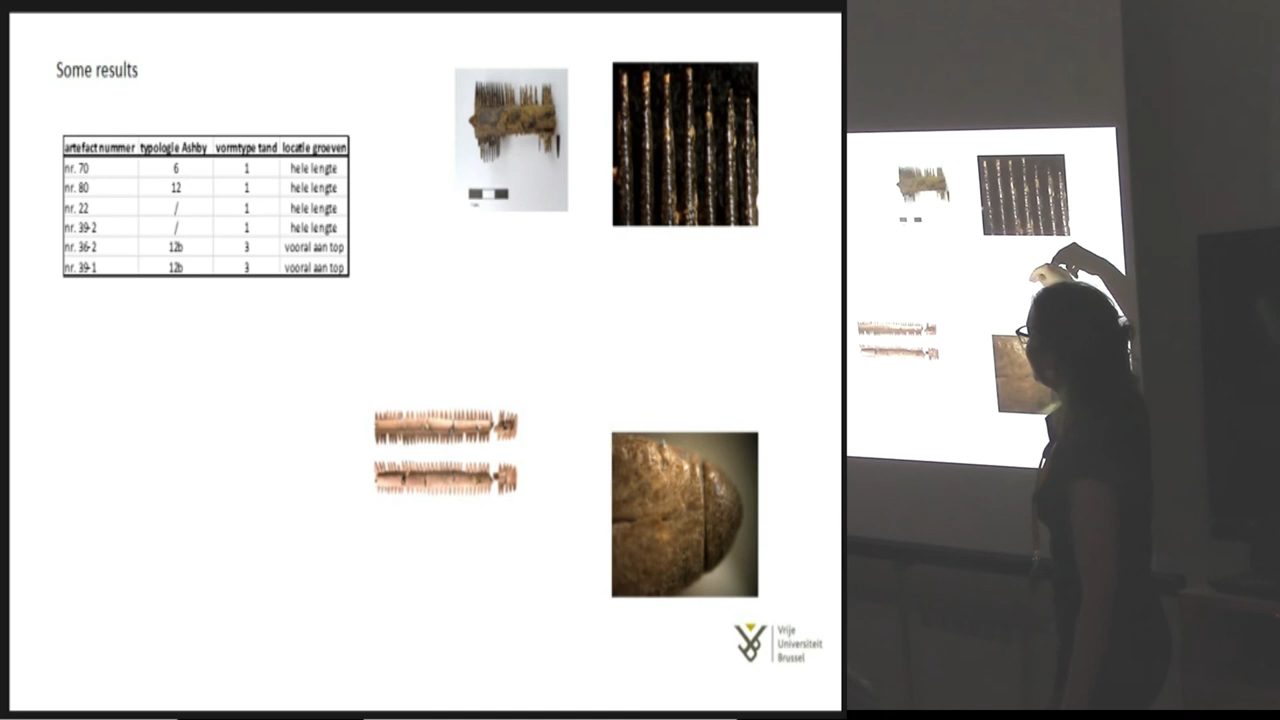 Some results
artefact nummer typologie Ashby vormtype tand locatie groeven
nr. 70 6 1 hele lengte
nr. 80 12 1 hele lengte
nr. 22 / 1 hele lengte
nr. 39-2 / 1 hele lengte
nr. 36-2 12b 3 vooral aan top
nr. 39-1 12b 3 vooral aan top
Vrije
Universiteit
Brussel